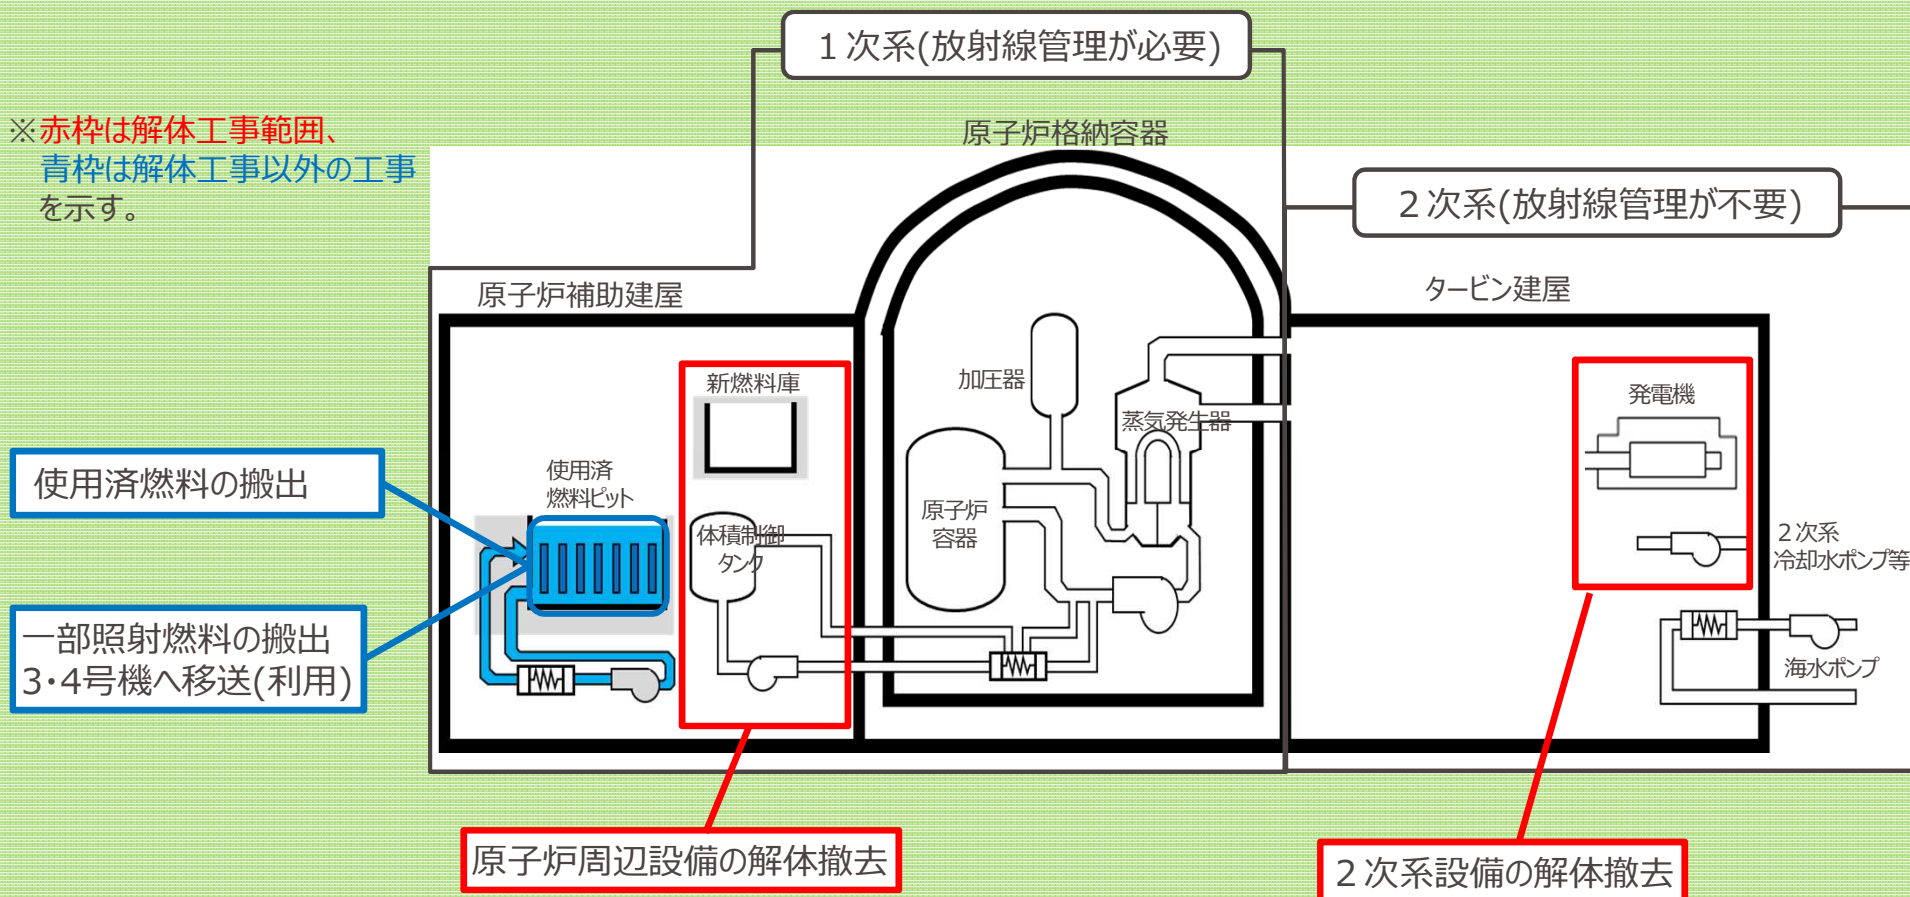 1次系(放射線管理が必要)
※赤枠は解体工事範囲、
青枠は解体工事以外の工事
を示す。
原子炉格納容器
2次系(放射線管理が不要)
原子炉補助建屋
タービン建屋
新燃料庫
加圧器
蒸気発生器
発電機
使用済燃料の搬出
使用済
燃料ピット
体積制御
タンク
原子炉
容器
2次系
冷却水ポンプ等
一部照射燃料の搬出
3・4号機へ移送(利用)
海水ポンプ
原子炉周辺設備の解体撤去
2次系設備の解体撤去